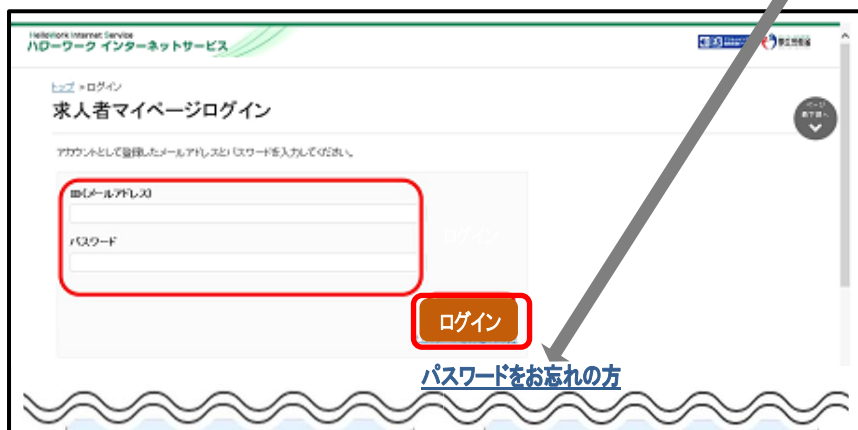 HelloWork Internet Service
ハローワーク インターネットサービス
トップ > ログイン
求人者マイページログイン
アカウントとして登録したメールアドレスとパスワードを入力してください。
ID(メールアドレス)
パスワード
ログイン
ログイン
パスワードをお忘れの方